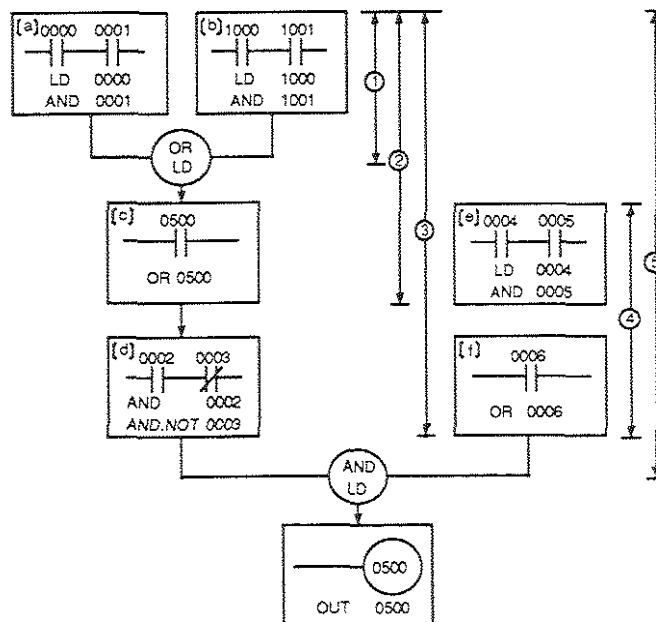 [a] 0000 0001
LD 0000
AND 0001
[b] 1000 1001
LD 1000
AND 1001
1
2
3
OR
LD
[c] 0500
OR 0500
[d] 0002 0003
AND 0002
AND.NOT 0003
[e] 0004 0005
LD 0004
AND 0005
[f] 0006
OR 0006
4
5
AND
LD
0500
OUT 0500